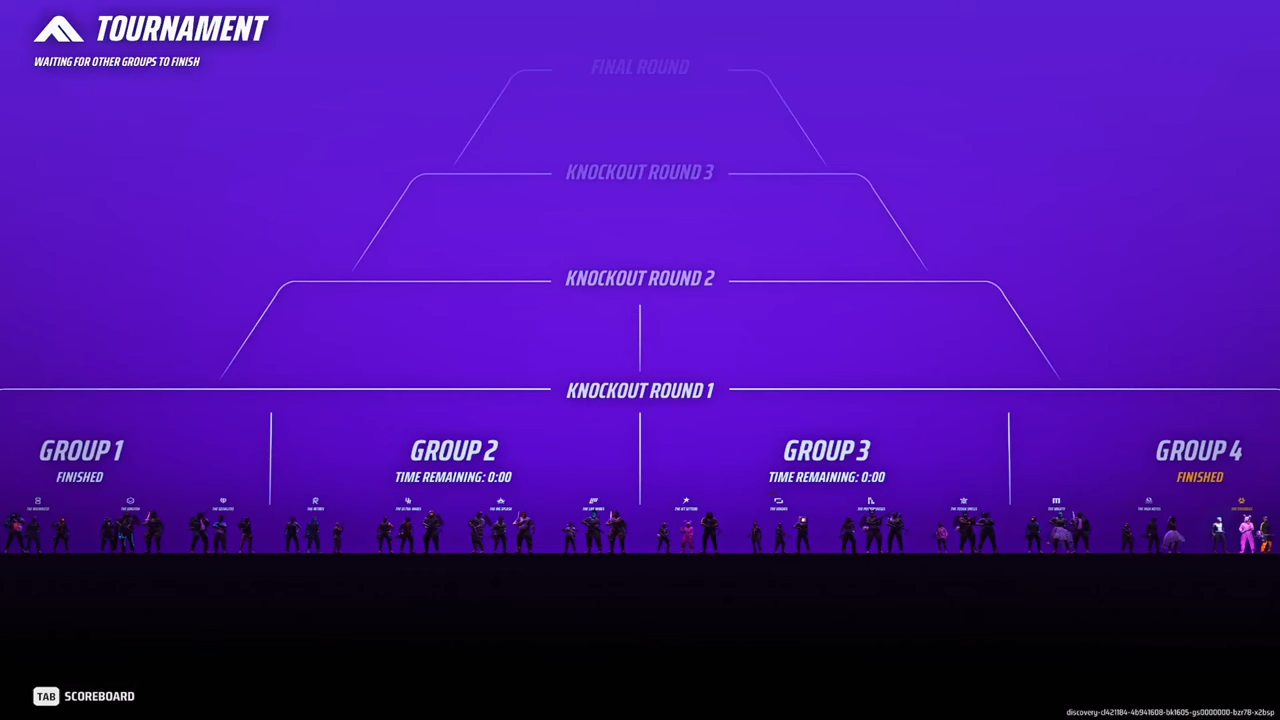 TOURNAMENT
WAITING FOR OTHER GROUPS TO FINISH
FINAL ROUND
KNOCKOUT ROUND 3
KNOCKOUT ROUND 2
KNOCKOUT ROUND 1
GROUP 1
FINISHED
GROUP 2
TIME REMAINING: 0:00
GROUP 3
TIME REMAINING: 0:00
GROUP 4
FINISHED
TAB SCOREBOARD